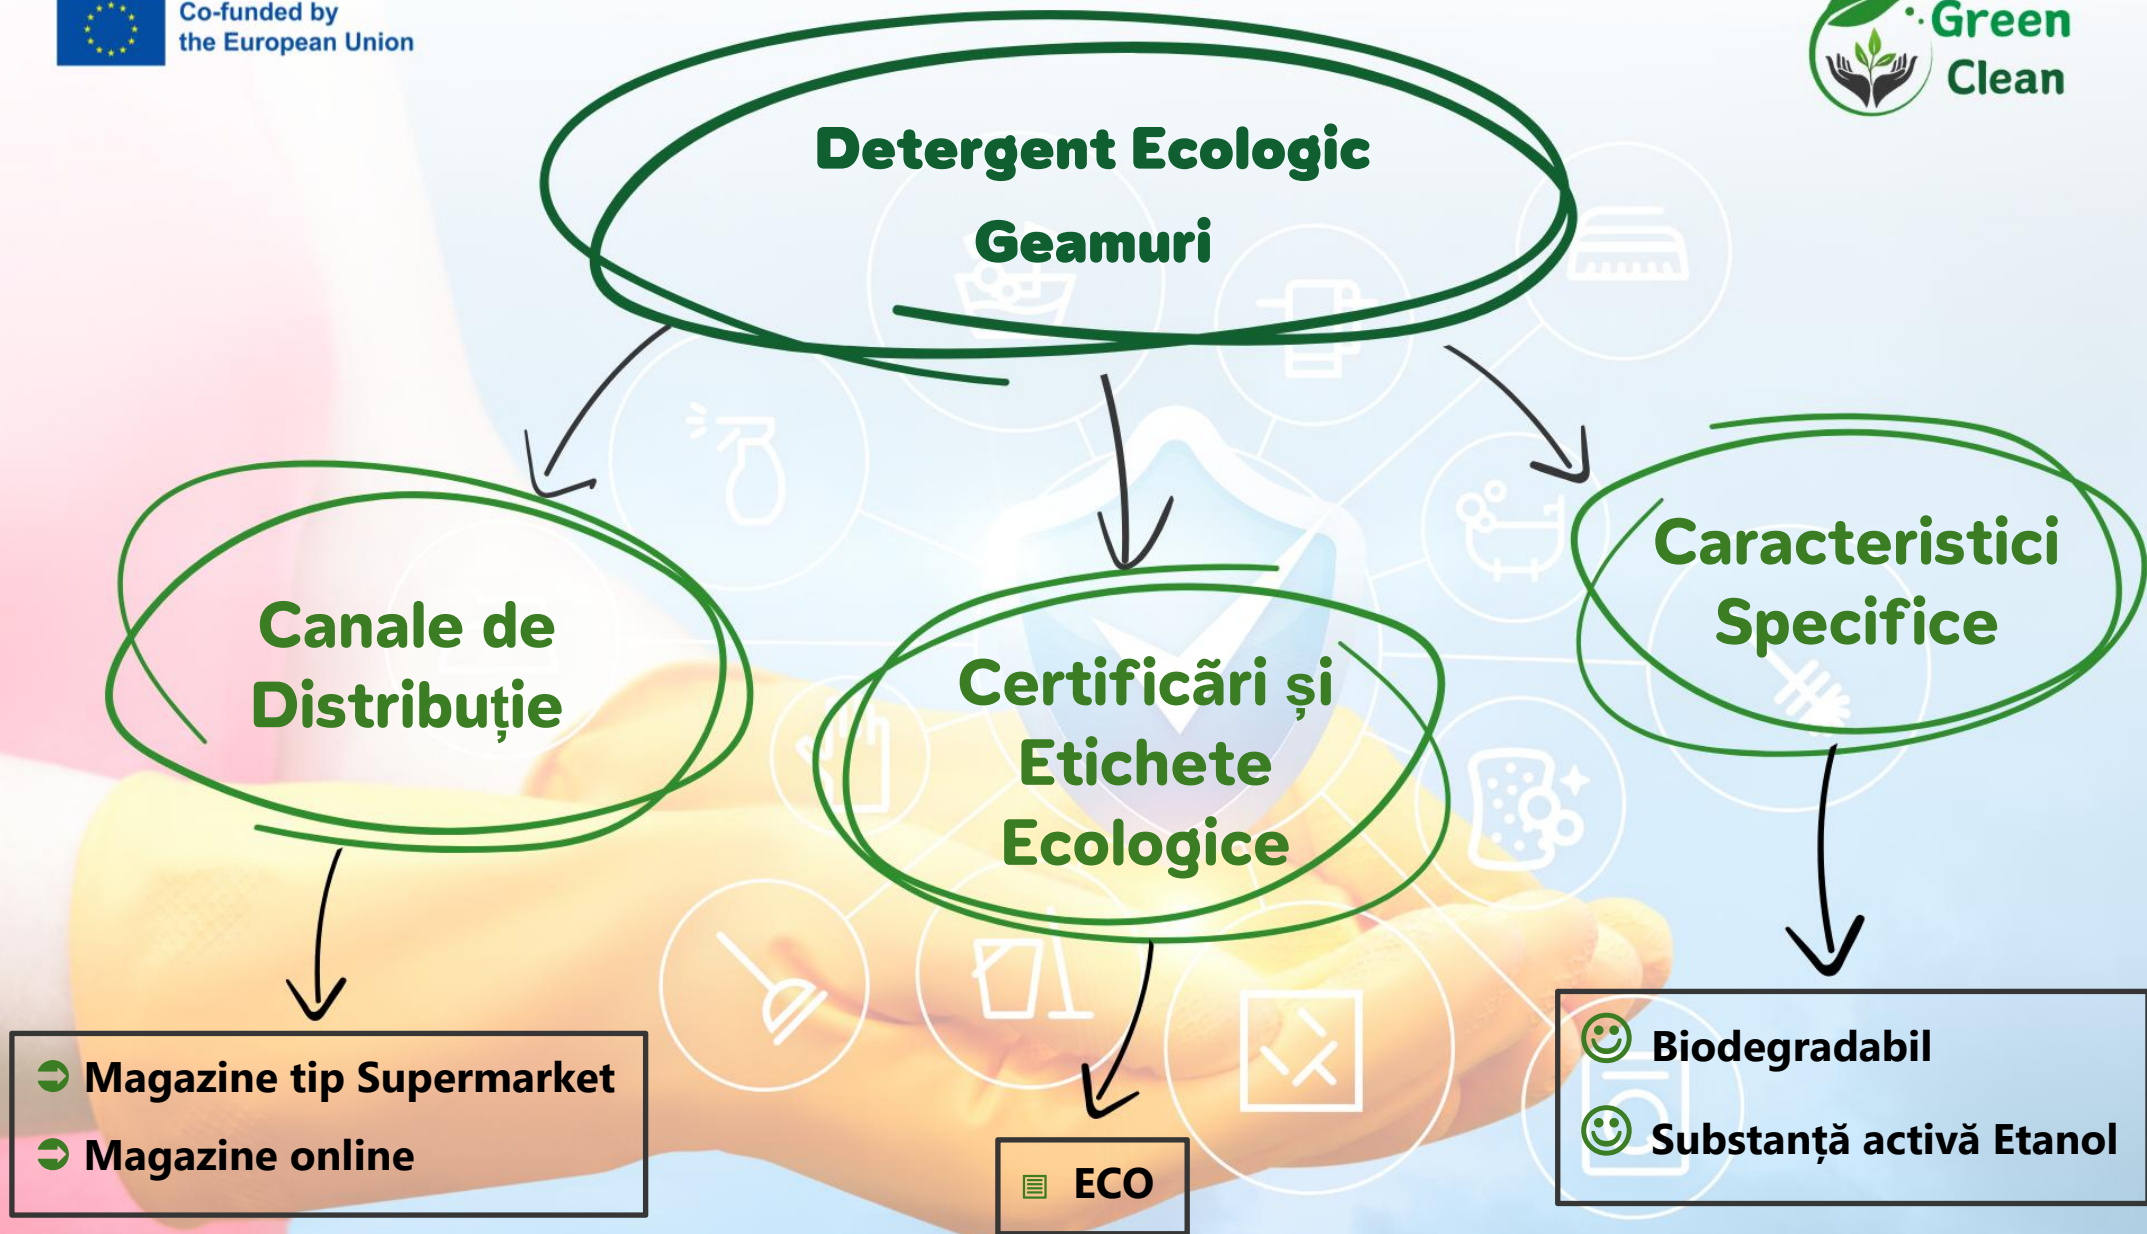 Co-funded by
the European Union
Green
Clean
Detergent Ecologic
Geamuri
Canale de
Distribuție
Certificãri și
Etichete
Ecologice
Caracteristici
Specifice
Magazine tip Supermarket
Magazine online
ECO
Biodegradabil
Substanță activă Etanol